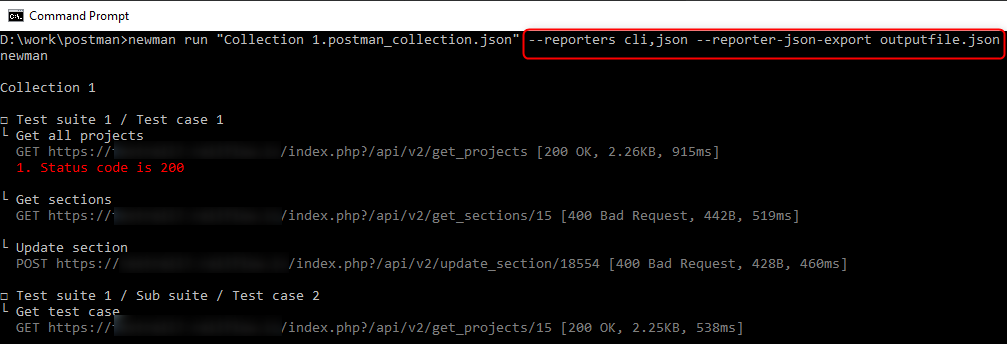 Command Prompt
D:\work\postman>newman run "Collection 1.postman_collection.json" --reporters cli,json --reporter-json-export outputfile.json
newman
Collection 1
□ Test suite 1 / Test case 1
└ Get all projects
GET https:// /index.php?/api/v2/get_projects [200 OK, 2.26KB, 915ms]
1. Status code is 200
└ Get sections
GET https:// /index.php?/api/v2/get_sections/15 [400 Bad Request, 442B, 519ms]
└ Update section
POST https:// /index.php?/api/v2/update_section/18554 [400 Bad Request, 428B, 460ms]
□ Test suite 1 / Sub suite / Test case 2
└ Get test case
GET https:// /index.php?/api/v2/get_projects/15 [200 OK, 2.25KB, 538ms]